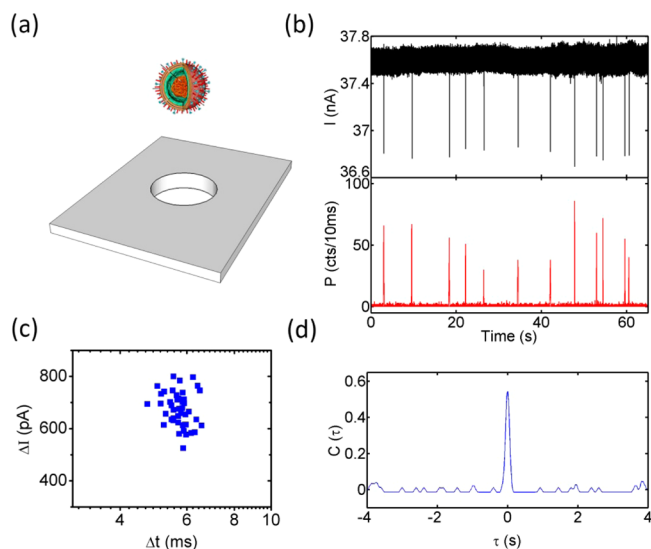 (a)
(b)
37.8
37.4
37
36.6
I (nA)
100
50
0
P (cts/10ms)
0 20 40 60
Time (s)
(c)
800
600
400
ΔI (pA)
4 6 8 10
Δt (ms)
(d)
0.6
0.4
0.2
0
C (τ)
-4 -2 0 2 4
τ (s)